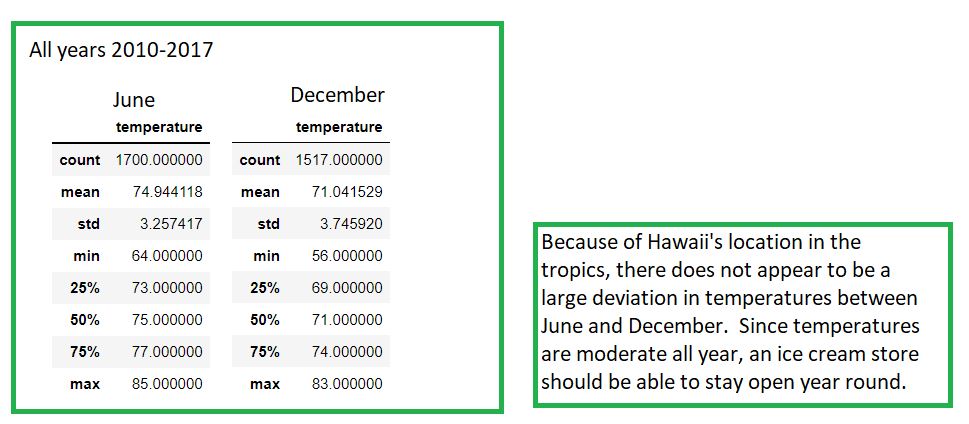 All years 2010-2017
June December
temperature temperature
count 1700.000000 count 1517.000000
mean 74.944118 mean 71.041529
std 3.257417 std 3.745920
min 64.000000 min 56.000000
25% 73.000000 25% 69.000000
50% 75.000000 50% 71.000000
75% 77.000000 75% 74.000000
max 85.000000 max 83.000000
Because of Hawaii's location in the
tropics, there does not appear to be a
large deviation in temperatures between
June and December.  Since temperatures
are moderate all year, an ice cream store
should be able to stay open year round.